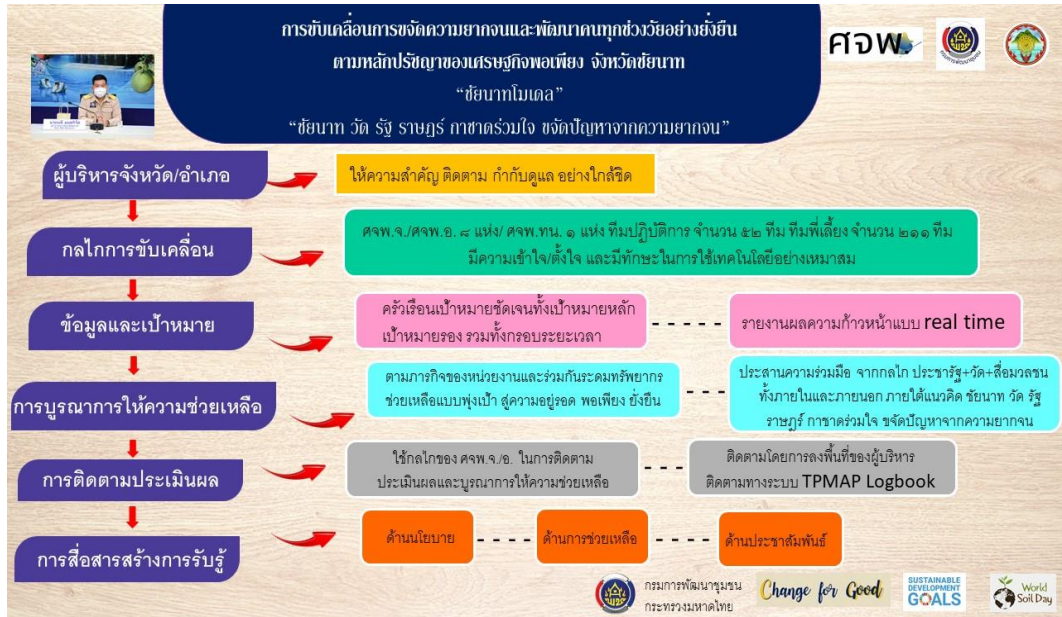 การขับเคลื่อนการขจัดความยากจนและพัฒนาคนทุกช่วงวัยอย่างยั่งยืน
ตามหลักปรัชญาของเศรษฐกิจพอเพียง จังหวัดชัยนาท
“ชัยนาทโมเดล”
“ชัยนาท วัด รัฐ ราษฎร์ กาชาดร่วมใจ ขจัดปัญหาจากความยากจน”
ศจพ.
ผู้บริหารจังหวัด/อำเภอ
ให้ความสำคัญ ติดตาม กำกับดูแล อย่างใกล้ชิด
กลไกการขับเคลื่อน
ศจพ.จ./ศจพ.อ. ๘ แห่ง/ ศจพ.ทน. ๑ แห่ง ทีมปฏิบัติการ จำนวน ๕๒ ทีม ทีมพี่เลี้ยง จำนวน ๒๑๑ ทีม
มีความเข้าใจ/ตั้งใจ และมีทักษะในการใช้เทคโนโลยีอย่างเหมาสม
ข้อมูลและเป้าหมาย
ครัวเรือนเป้าหมายชัดเจนทั้งเป้าหมายหลัก
เป้าหมายรอง รวมทั้งกรอบระยะเวลา
รายงานผลความก้าวหน้าแบบ real time
การบูรณาการให้ความช่วยเหลือ
ตามภารกิจของหน่วยงานและร่วมกันระดมทรัพยากร
ช่วยเหลือแบบพุ่งเป้า สู่ความอยู่รอด พอเพียง ยั่งยืน
ประสานความร่วมมือ จากกลไก ประชารัฐ+วัด+สื่อมวลชน
ทั้งภายในและภายนอก ภายใต้แนวคิด ชัยนาท วัด รัฐ
ราษฎร์ กาชาดร่วมใจ ขจัดปัญหาจากความยากจน
การติดตามประเมินผล
ใช้กลไกของ ศจพ.จ./อ. ในการติดตาม
ประเมินผลและบูรณาการให้ความช่วยเหลือ
ติดตามโดยการลงพื้นที่ของผู้บริหาร
ติดตามทางระบบ TPMAP Logbook
การสื่อสารสร้างการรับรู้
ด้านนโยบาย
ด้านการช่วยเหลือ
ด้านประชาสัมพันธ์
กรมการพัฒนาชุมชน
กระทรวงมหาดไทย
Change for Good
SUSTAINABLE
DEVELOPMENT
GOALS
World
Soil Day